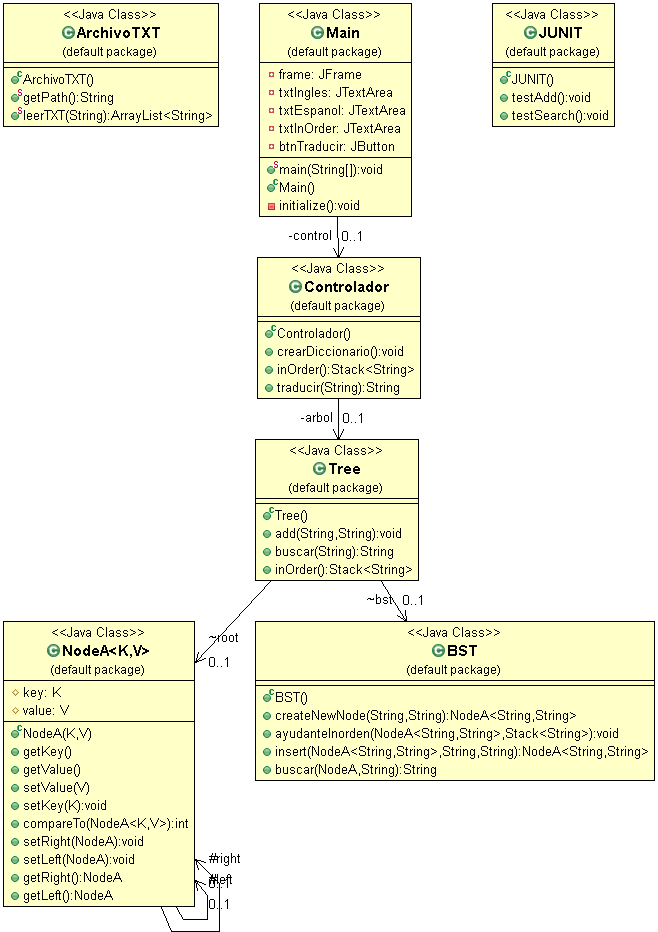 <<Java Class>>
ArchivoTXT
(default package)
ArchivoTXT()
getPath():String
leerTXT(String):ArrayList<String>
<<Java Class>>
Main
(default package)
frame: JFrame
txtIngles: JTextArea
txtEspanol: JTextArea
txtInOrder: JTextArea
btnTraducir: JButton
main(String[]):void
Main()
initialize():void
<<Java Class>>
JUNIT
(default package)
JUNIT()
testAdd():void
testSearch():void
-control 0..1
<<Java Class>>
Controlador
(default package)
Controlador()
crearDiccionario():void
inOrder():Stack<String>
traducir(String):String
-arbol 0..1
<<Java Class>>
Tree
(default package)
Tree()
add(String,String):void
buscar(String):String
inOrder():Stack<String>
~root
0..1
~bst 0..1
<<Java Class>>
NodeA<K,V>
(default package)
key: K
value: V
NodeA(K,V)
getKey()
getValue()
setValue(V)
setKey(K):void
compareTo(NodeA<K,V>):int
setRight(NodeA):void
setLeft(NodeA):void
getRight():NodeA
getLeft():NodeA
#right
#left
0..1
0..1
<<Java Class>>
BST
(default package)
BST()
createNewNode(String,String):NodeA<String,String>
ayudanteInorden(NodeA<String,String>,Stack<String>):void
insert(NodeA<String,String>,String,String):NodeA<String,String>
buscar(NodeA,String):String